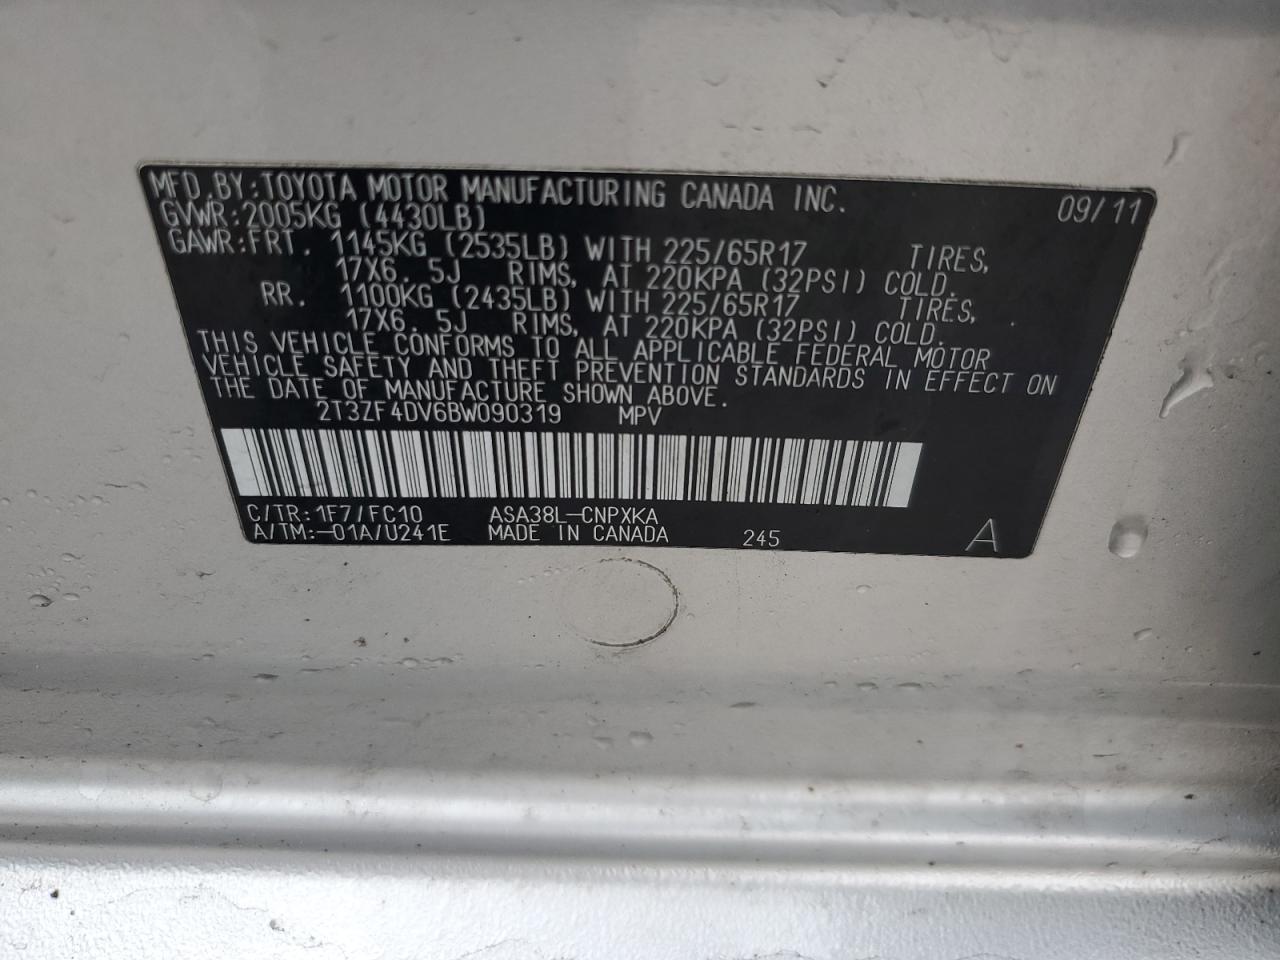 MFD.BY:TOYOTA MOTOR MANUFACTURING CANADA INC. 09/11
GVWR:2005KG (4430LB)
GAWR:FRT. 1145KG (2535LB) WITH 225/65R17 TIRES,
17X6.5J RIMS, AT 220KPA (32PSI) COLD.
RR. 1100KG (2435LB) WITH 225/65R17 TIRES,
17X6.5J RIMS, AT 220KPA (32PSI) COLD.
THIS VEHICLE CONFORMS TO ALL APPLICABLE FEDERAL MOTOR
VEHICLE SAFETY AND THEFT PREVENTION STANDARDS IN EFFECT ON
THE DATE OF MANUFACTURE SHOWN ABOVE.
2T3ZF4DV6BW090319 MPV
C/TR:1F7/FC10 ASA38L-CNPXKA
A/TM:-01A/U241E MADE IN CANADA 245 A